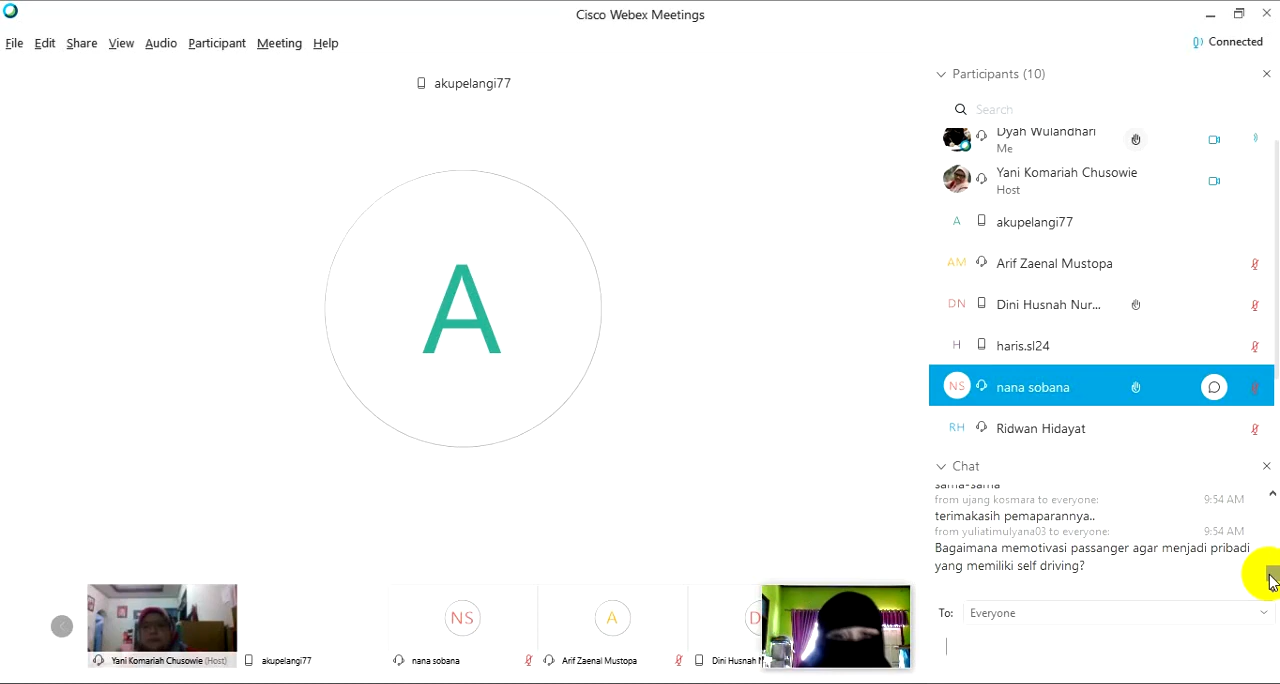 Cisco Webex Meetings
File Edit Share View Audio Participant Meeting Help
Connected
akupelangi77
A
Participants (10)
Search
Dyah Wulandhari
Me
Yani Komariah Chusowie
Host
A akupelangi77
AM Arif Zaenal Mustopa
DN Dini Husnah Nur...
H haris.sl24
NS nana sobana
RH Ridwan Hidayat
Chat
sama-sama
from ujang kosmara to everyone: 9:54 AM
terimakasih pemaparannya..
from yuliatimulyana03 to everyone: 9:54 AM
Bagaimana memotivasi passanger agar menjadi pribadi
yang memiliki self driving?
To: Everyone
NS A D
Yani Komariah Chusowie (Host) akupelangi77 nana sobana Arif Zaenal Mustopa Dini Husnah